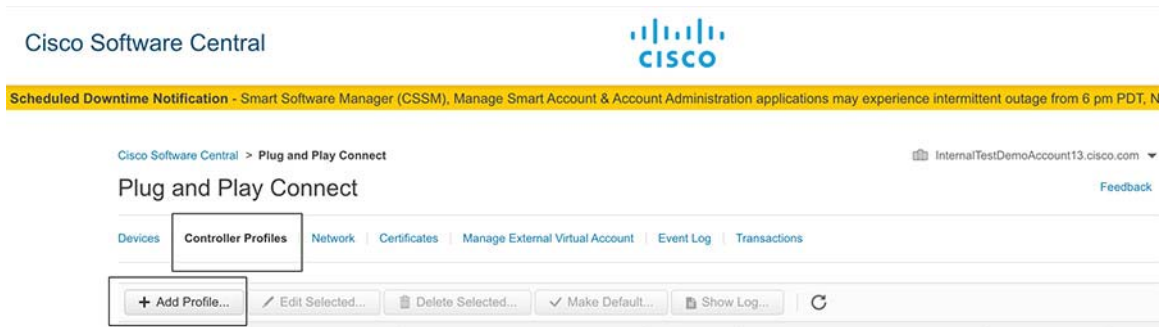 Cisco Software Central
CISCO
Scheduled Downtime Notification - Smart Software Manager (CSSM), Manage Smart Account & Account Administration applications may experience intermittent outage from 6 pm PDT, N
Cisco Software Central > Plug and Play Connect
InternalTestDemoAccount13.cisco.com
Plug and Play Connect
Feedback
Devices Controller Profiles Network Certificates Manage External Virtual Account Event Log Transactions
+ Add Profile... Edit Selected... Delete Selected... Make Default... Show Log...